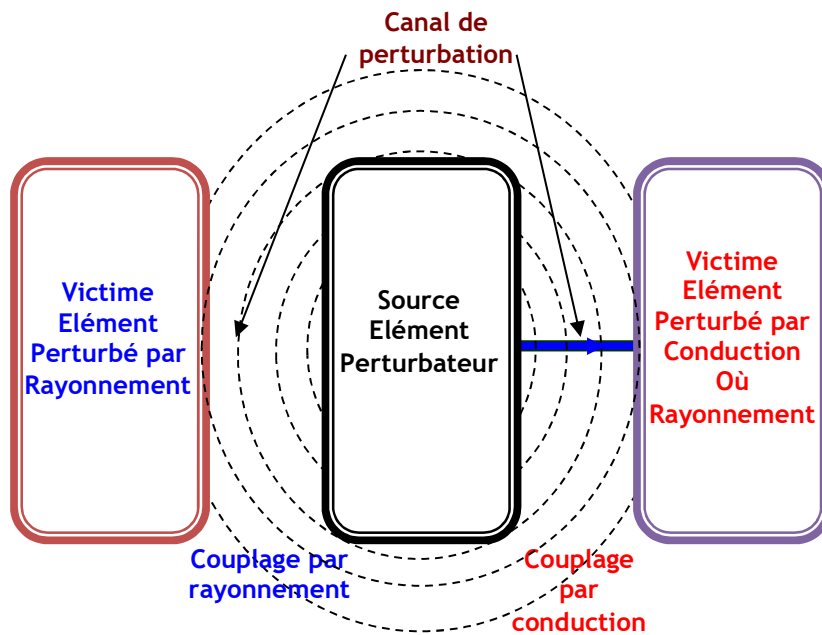 Canal de
perturbation
Victime
Elément
Perturbé par
Rayonnement
Source
Elément
Perturbateur
Victime
Elément
Perturbé par
Conduction
Où
Rayonnement
Couplage par
rayonnement
Couplage
par
conduction